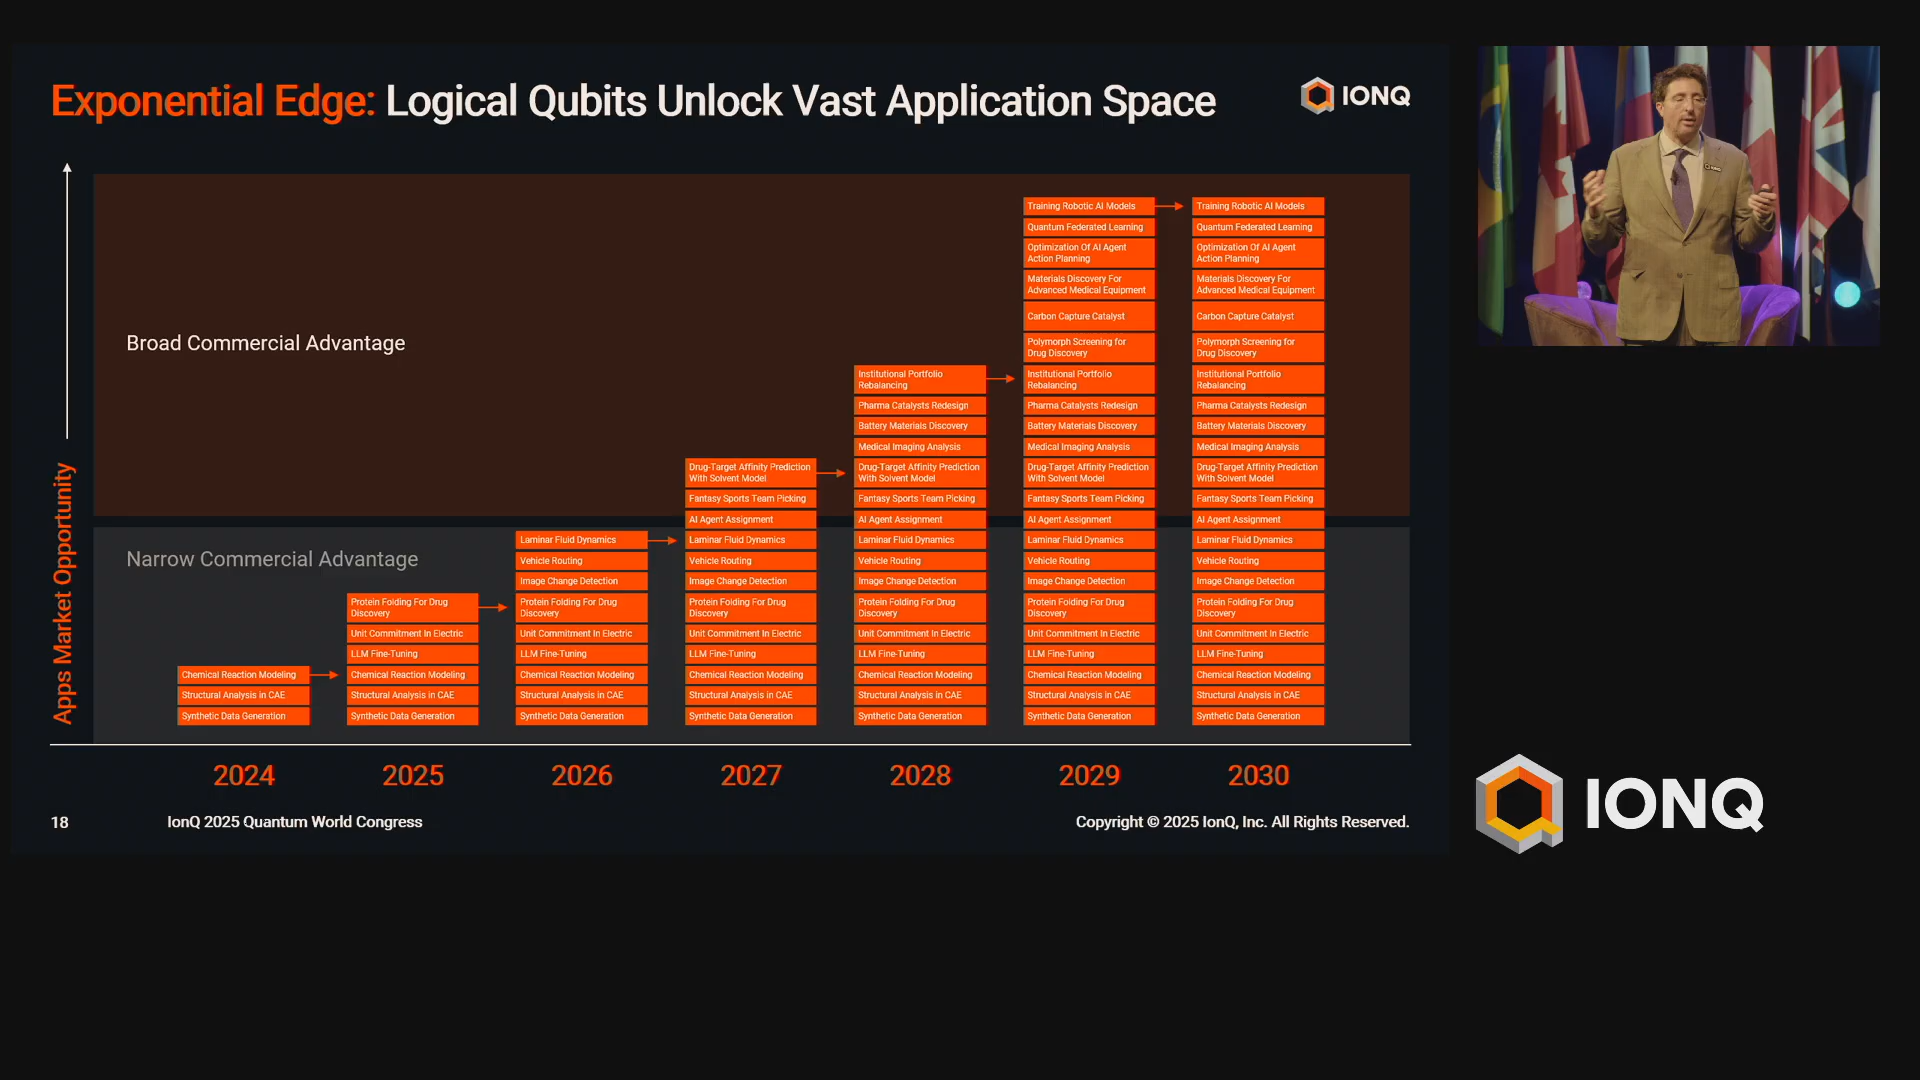 Exponential Edge: Logical Qubits Unlock Vast Application Space
IONQ
Apps Market Opportunity
Broad Commercial Advantage
Narrow Commercial Advantage
Chemical Reaction Modeling
Structural Analysis in CAE
Synthetic Data Generation
Protein Folding For Drug
Discovery
Unit Commitment In Electric
LLM Fine-Tuning
Chemical Reaction Modeling
Structural Analysis in CAE
Synthetic Data Generation
Laminar Fluid Dynamics
Vehicle Routing
Image Change Detection
Protein Folding For Drug
Discovery
Unit Commitment In Electric
LLM Fine-Tuning
Chemical Reaction Modeling
Structural Analysis in CAE
Synthetic Data Generation
Drug-Target Affinity Prediction
With Solvent Model
Fantasy Sports Team Picking
AI Agent Assignment
Laminar Fluid Dynamics
Vehicle Routing
Image Change Detection
Protein Folding For Drug
Discovery
Unit Commitment In Electric
LLM Fine-Tuning
Chemical Reaction Modeling
Structural Analysis in CAE
Synthetic Data Generation
Institutional Portfolio
Rebalancing
Pharma Catalysts Redesign
Battery Materials Discovery
Medical Imaging Analysis
Drug-Target Affinity Prediction
With Solvent Model
Fantasy Sports Team Picking
AI Agent Assignment
Laminar Fluid Dynamics
Vehicle Routing
Image Change Detection
Protein Folding For Drug
Discovery
Unit Commitment In Electric
LLM Fine-Tuning
Chemical Reaction Modeling
Structural Analysis in CAE
Synthetic Data Generation
Training Robotic AI Models
Quantum Federated Learning
Optimization Of AI Agent
Action Planning
Materials Discovery For
Advanced Medical Equipment
Carbon Capture Catalyst
Polymorph Screening for
Drug Discovery
Institutional Portfolio
Rebalancing
Pharma Catalysts Redesign
Battery Materials Discovery
Medical Imaging Analysis
Drug-Target Affinity Prediction
With Solvent Model
Fantasy Sports Team Picking
AI Agent Assignment
Laminar Fluid Dynamics
Vehicle Routing
Image Change Detection
Protein Folding For Drug
Discovery
Unit Commitment In Electric
LLM Fine-Tuning
Chemical Reaction Modeling
Structural Analysis in CAE
Synthetic Data Generation
Training Robotic AI Models
Quantum Federated Learning
Optimization Of AI Agent
Action Planning
Materials Discovery For
Advanced Medical Equipment
Carbon Capture Catalyst
Polymorph Screening for
Drug Discovery
Institutional Portfolio
Rebalancing
Pharma Catalysts Redesign
Battery Materials Discovery
Medical Imaging Analysis
Drug-Target Affinity Prediction
With Solvent Model
Fantasy Sports Team Picking
AI Agent Assignment
Laminar Fluid Dynamics
Vehicle Routing
Image Change Detection
Protein Folding For Drug
Discovery
Unit Commitment In Electric
LLM Fine-Tuning
Chemical Reaction Modeling
Structural Analysis in CAE
Synthetic Data Generation
2024 2025 2026 2027 2028 2029 2030
18 IonQ 2025 Quantum World Congress Copyright © 2025 IonQ, Inc. All Rights Reserved.
IONQ